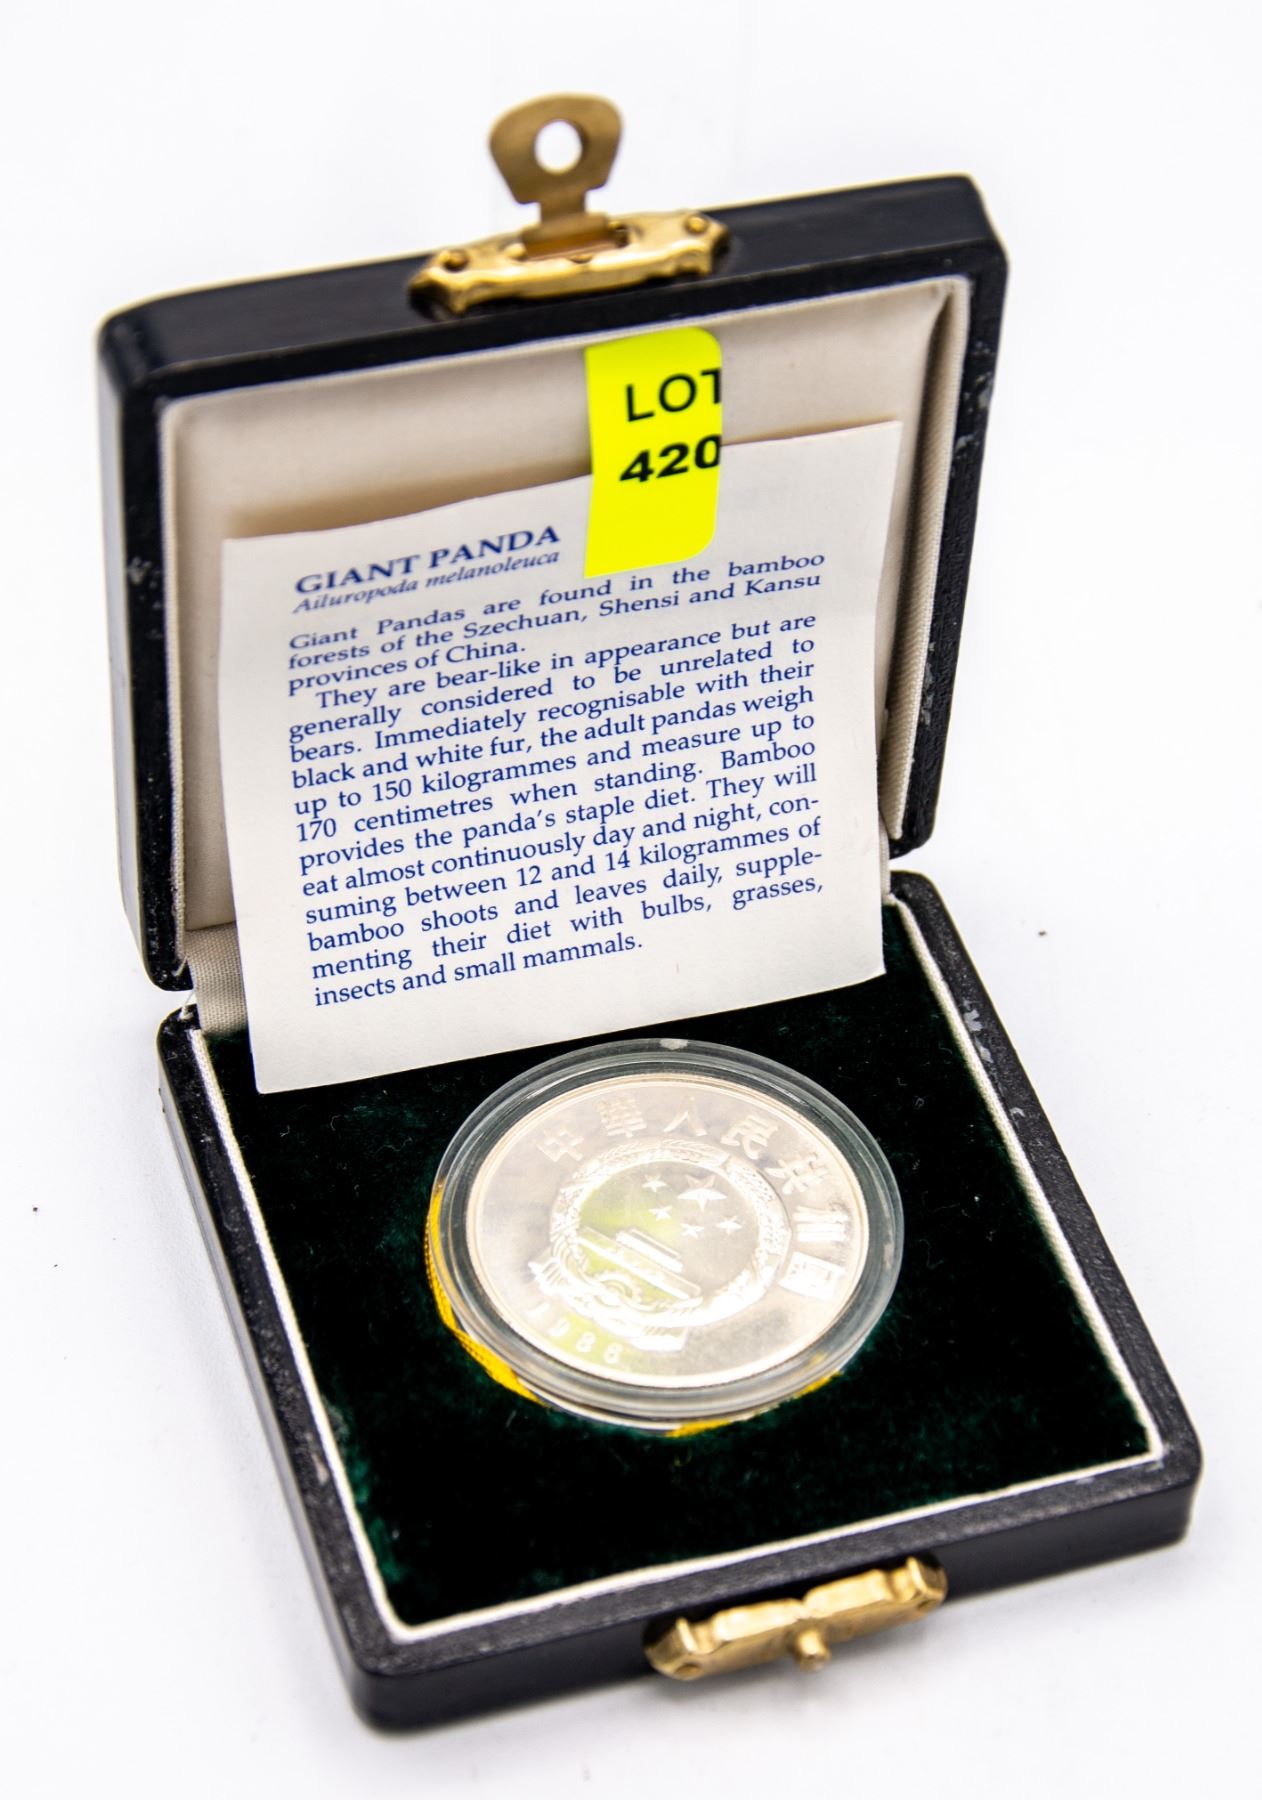 LOT
420
GIANT PANDA
Ailuropoda melanoleuca
Giant Pandas are found in the bamboo
forests of the Szechuan, Shensi and Kansu
provinces of China.
They are bear-like in appearance but are
generally considered to be unrelated to
bears. Immediately recognisable with their
black and white fur, the adult pandas weigh
up to 150 kilogrammes and measure up to
170 centimetres when standing. Bamboo
provides the panda's staple diet. They will
eat almost continuously day and night, con-
suming between 12 and 14 kilogrammes of
bamboo shoots and leaves daily, supple-
menting their diet with bulbs, grasses,
insects and small mammals.
中華人民共和國
1986